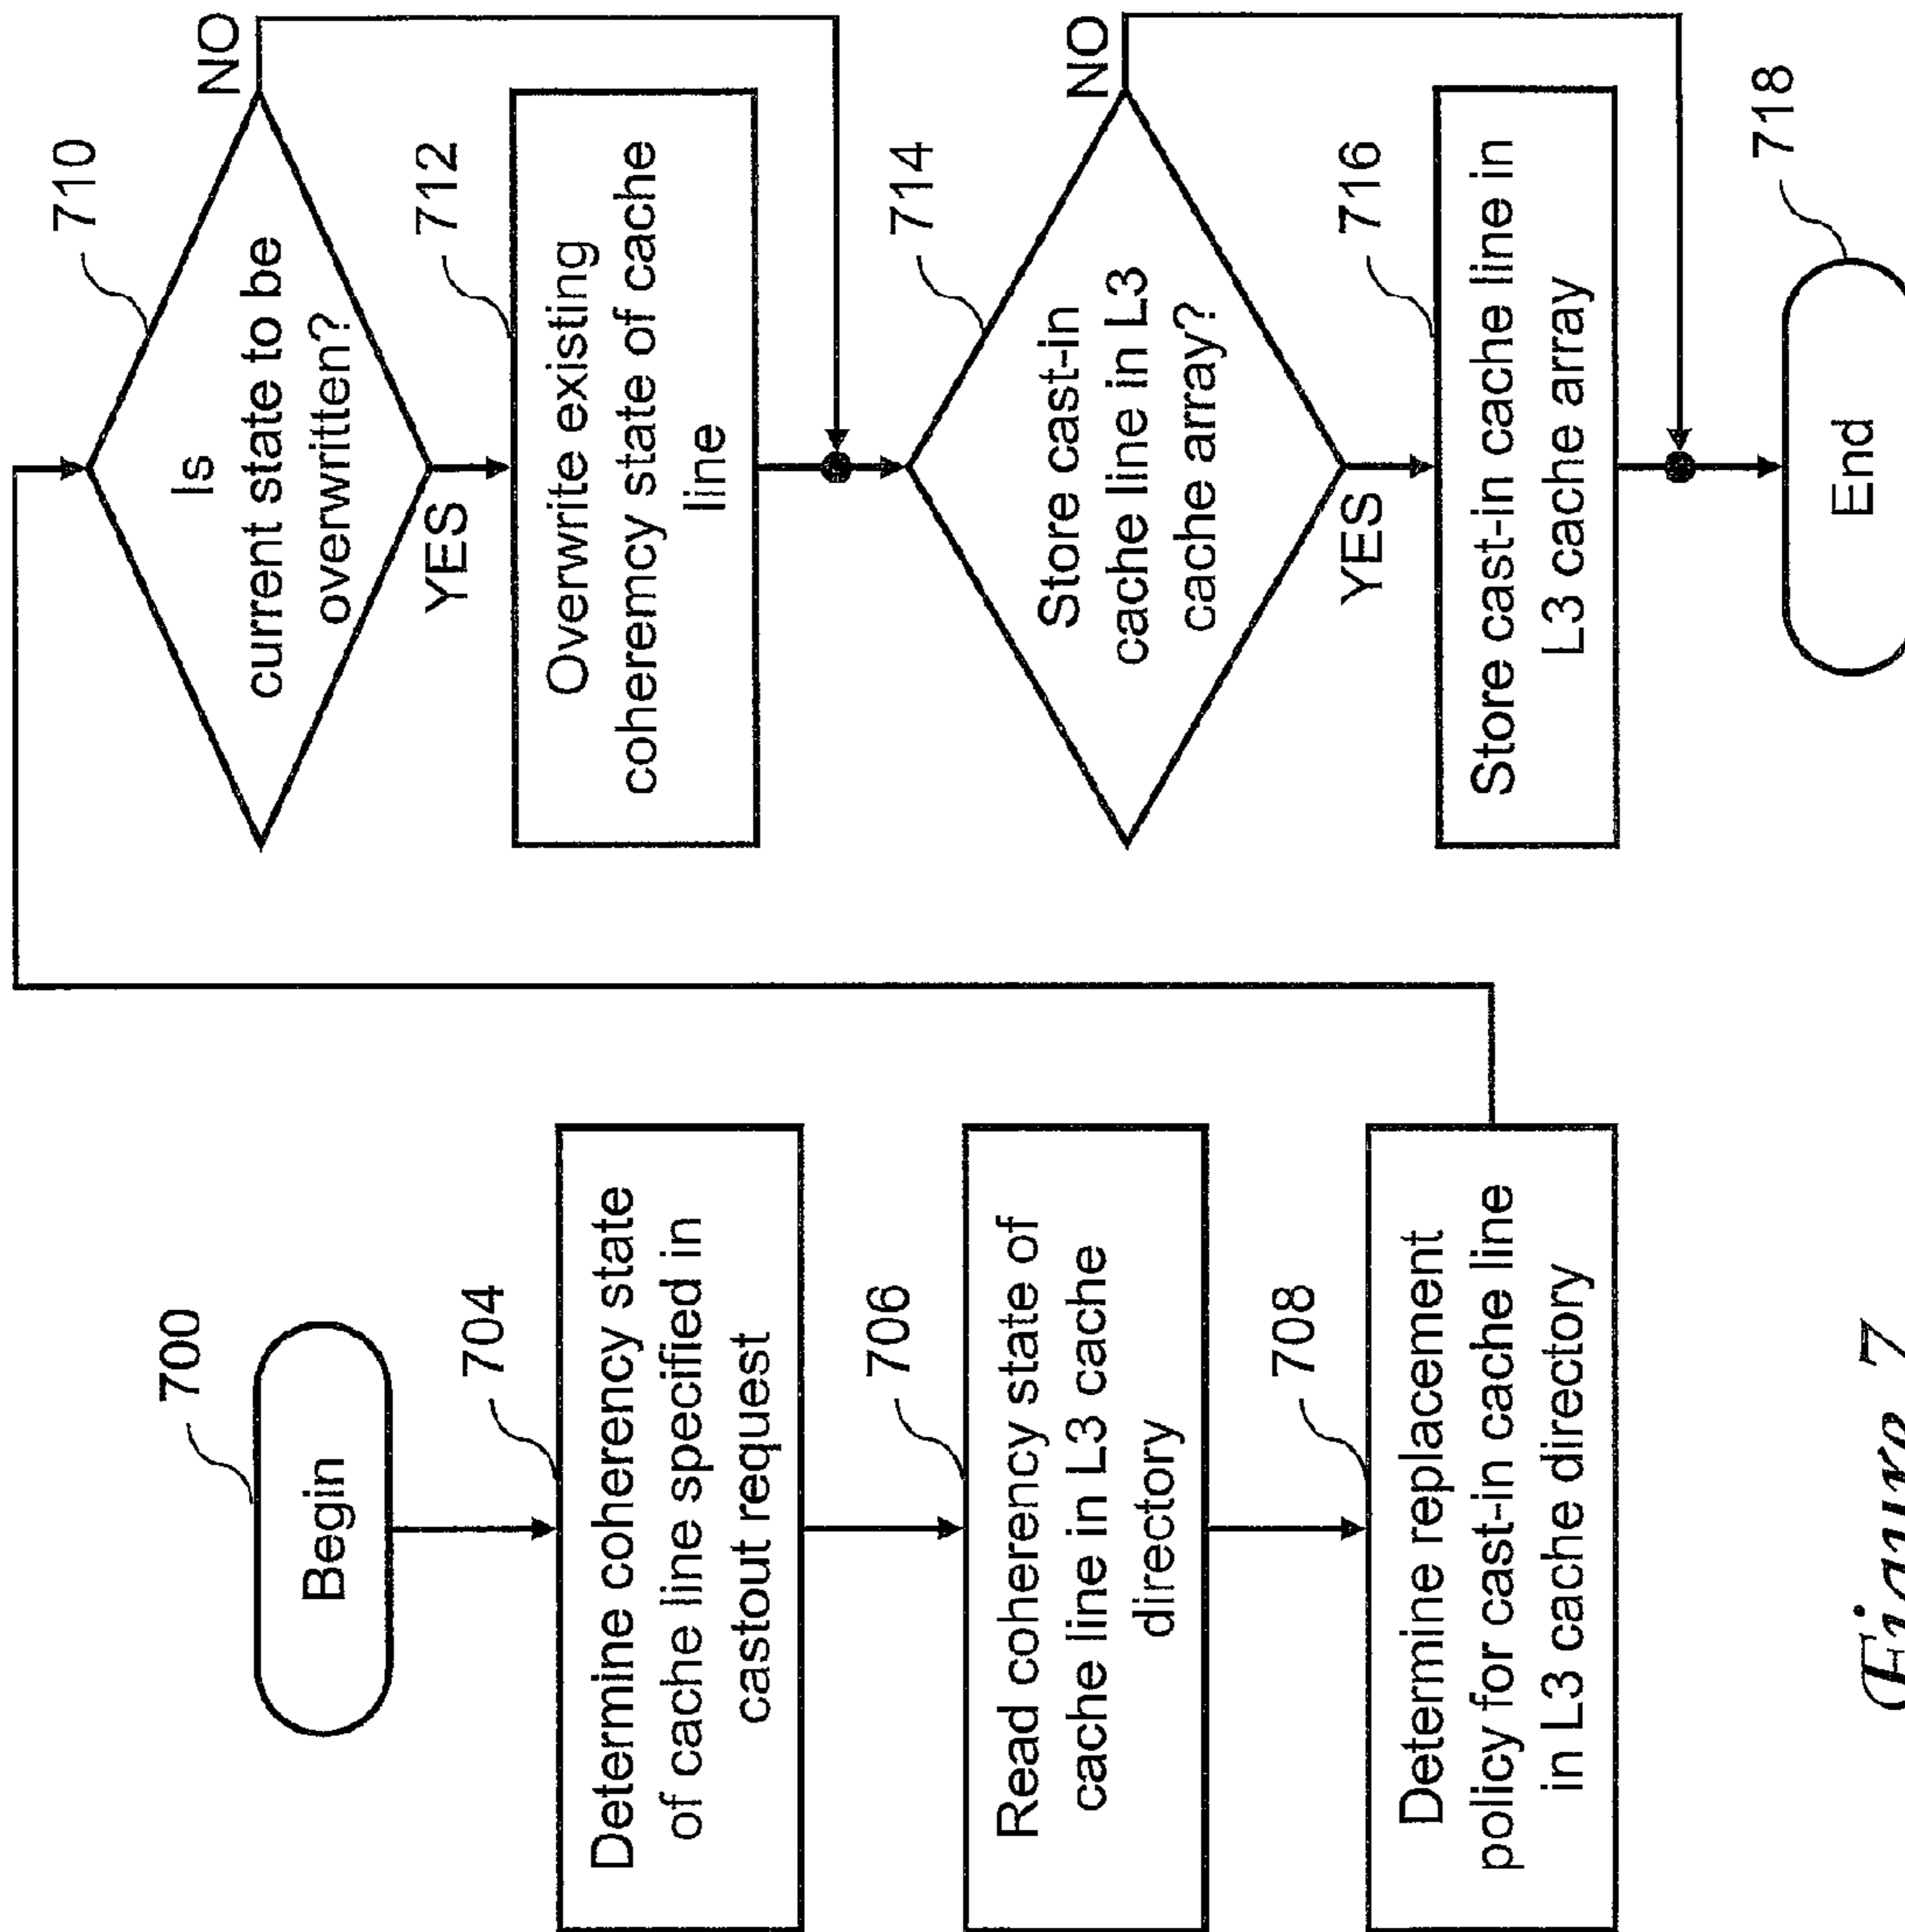 700
Begin
704
Determine coherency state
of cache line specified in
castout request
706
Read coherency state of
cache line in L3 cache
directory
708
Determine replacement
policy for cast-in cache line
in L3 cache directory
710
Is
current state to be
overwritten?
NO
YES
712
Overwrite existing
coheremcy state of cache
line
714
Store cast-in
cache line in L3
cache array?
NO
YES
716
Store cast-in cache line in
L3 cache array
718
End
Figure 7